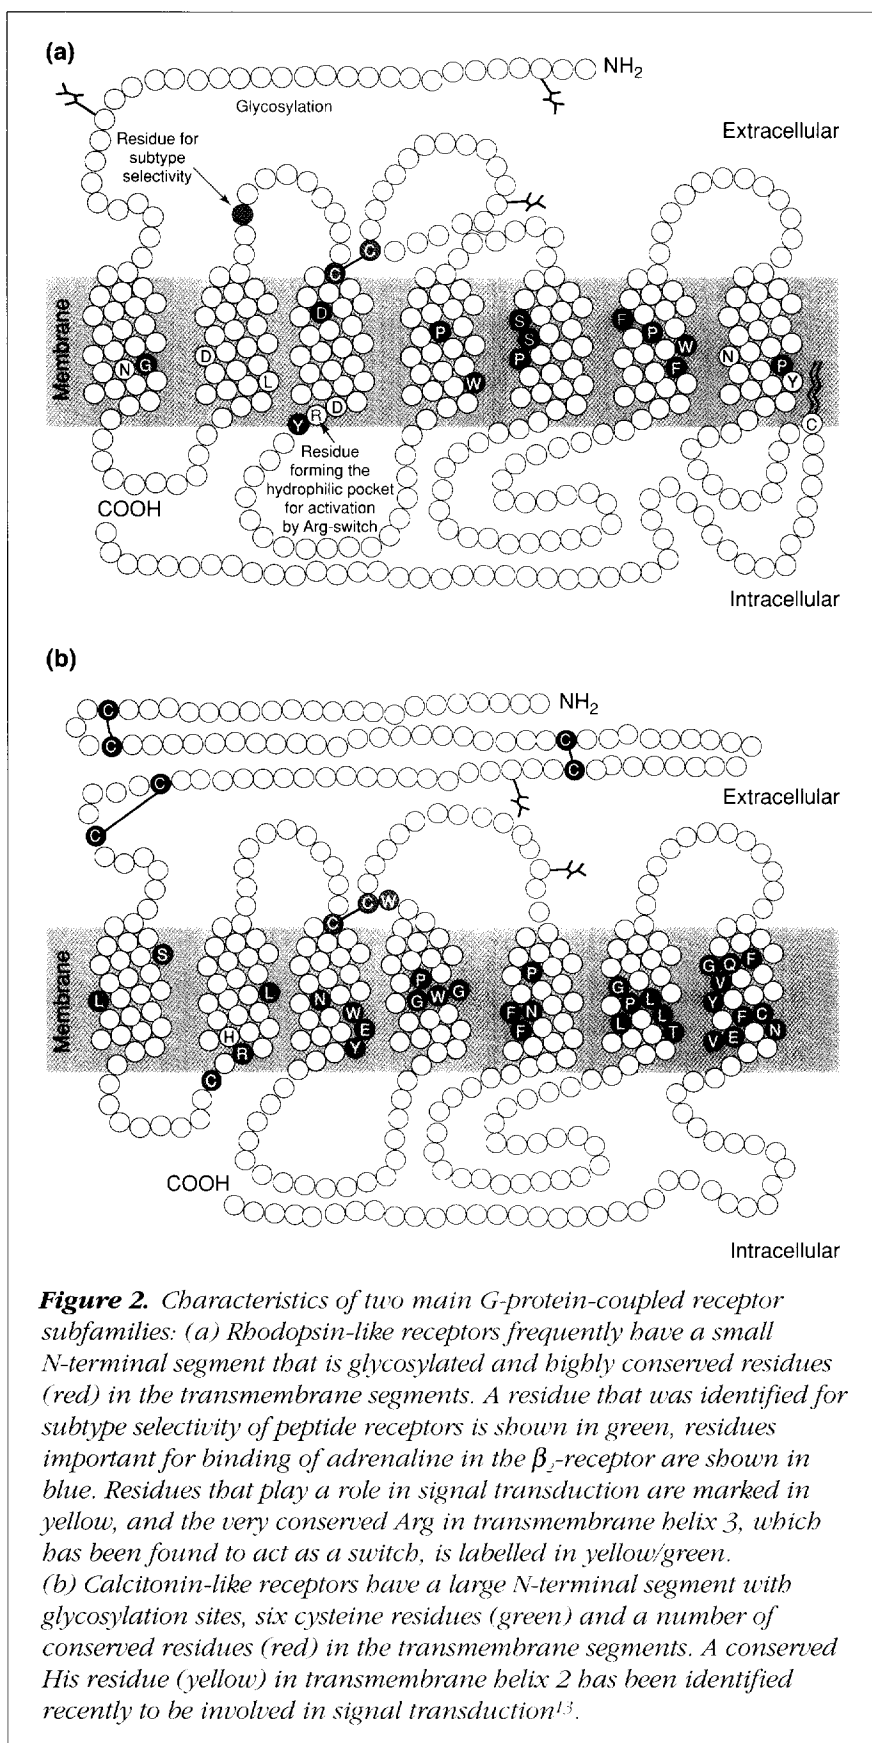 (a)
NH2
Glycosylation
Residue for
subtype
selectivity
Extracellular
C
C
D
P
S
S
P
F
P
W
F
N
P
Y
N
G
D
L
W
Y
R
D
C
Membrane
Residue
forming the
hydrophilic pocket
for activation
by Arg-switch
COOH
Intracellular
(b)
C
NH2
C
C
C
C
C
Extracellular
C
C
W
Membrane
S
L
L
H
R
C
N
W
E
Y
P
G
W
G
P
F
N
F
G
P
L
L
L
T
G
Q
F
V
Y
F
C
V
E
N
COOH
Intracellular
Figure 2. Characteristics of two main G-protein-coupled receptor
subfamilies: (a) Rhodopsin-like receptors frequently have a small
N-terminal segment that is glycosylated and highly conserved residues
(red) in the transmembrane segments. A residue that was identified for
subtype selectivity of peptide receptors is shown in green, residues
important for binding of adrenaline in the β2-receptor are shown in
blue. Residues that play a role in signal transduction are marked in
yellow, and the very conserved Arg in transmembrane helix 3, which
has been found to act as a switch, is labelled in yellow/green.
(b) Calcitonin-like receptors have a large N-terminal segment with
glycosylation sites, six cysteine residues (green) and a number of
conserved residues (red) in the transmembrane segments. A conserved
His residue (yellow) in transmembrane helix 2 has been identified
recently to be involved in signal transduction13.